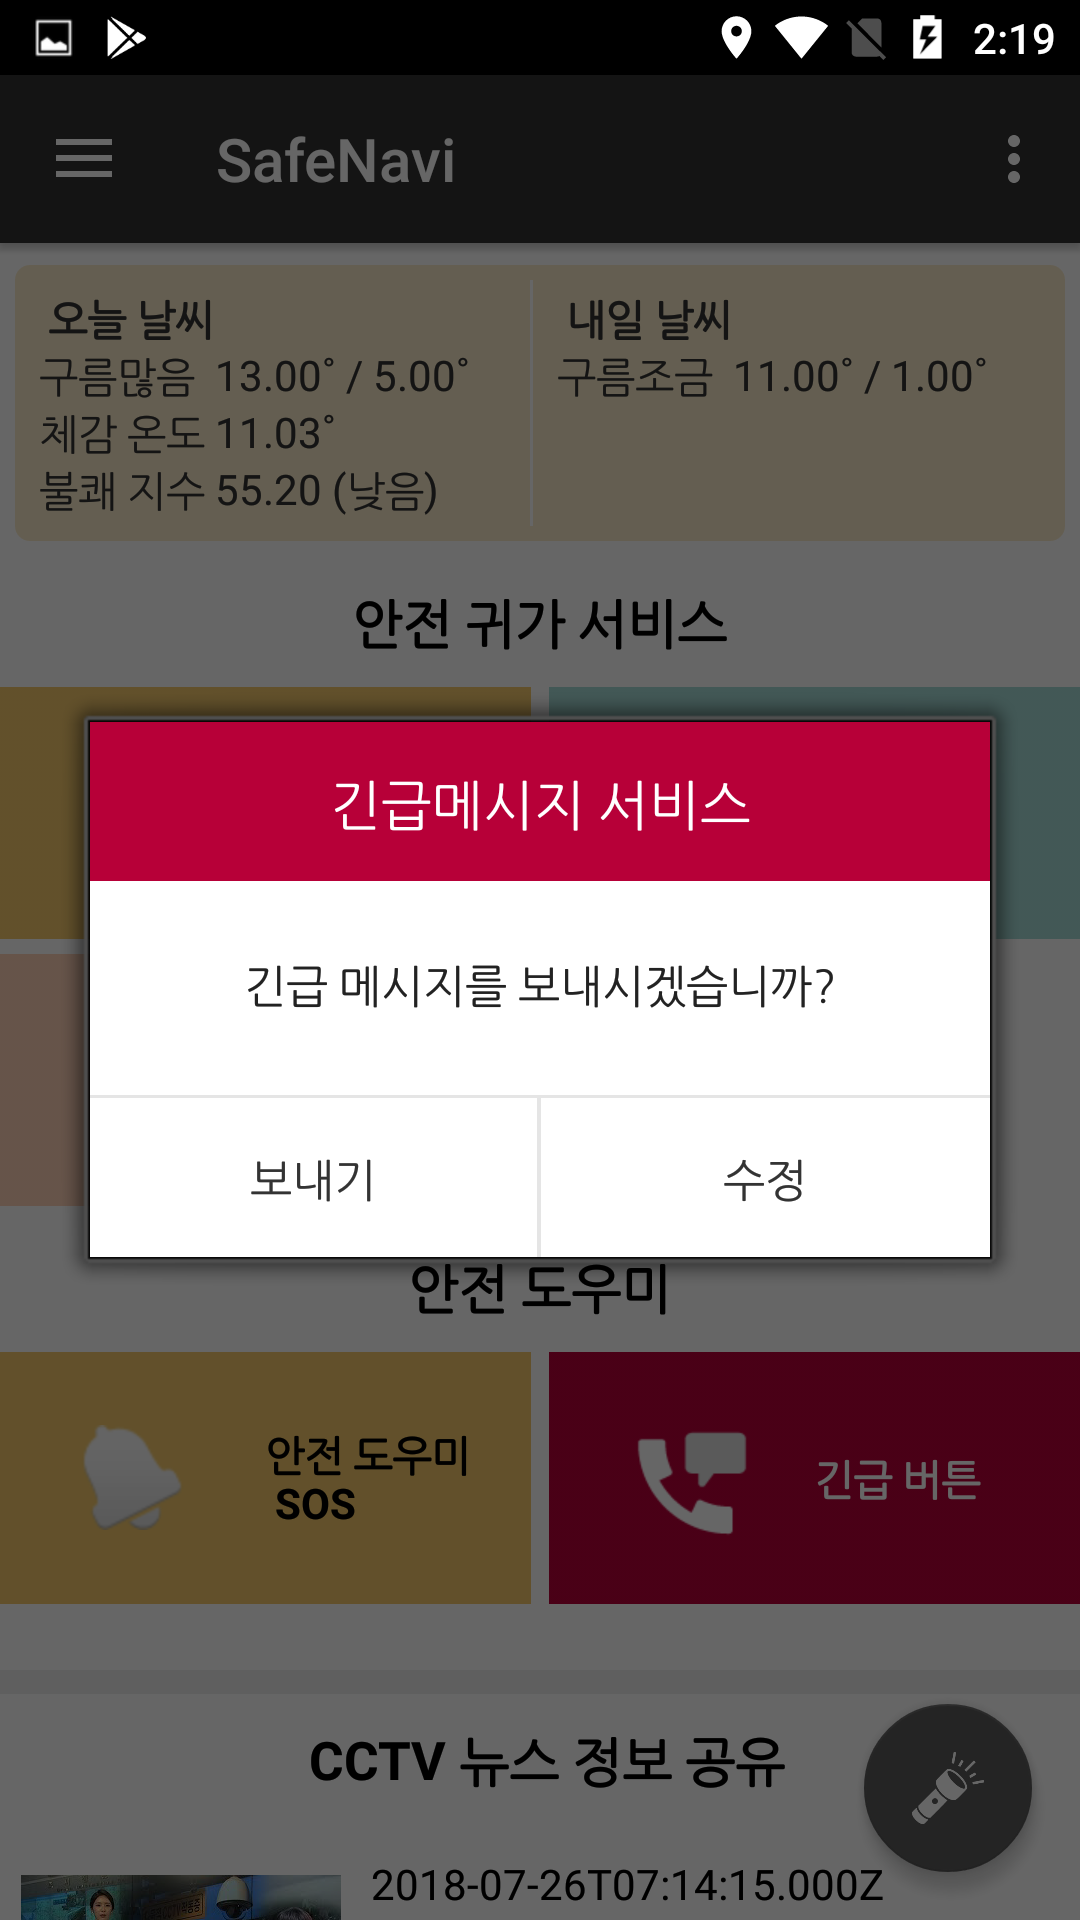 2:19
SafeNavi
오늘 날씨
구름많음 13.00˚ / 5.00˚
체감 온도 11.03˚
불쾌 지수 55.20 (낮음)
내일 날씨
구름조금 11.00˚ / 1.00˚
안전 귀가 서비스
긴급메시지 서비스
긴급 메시지를 보내시겠습니까?
보내기
수정
안전 도우미
안전 도우미
SOS
긴급 버튼
CCTV 뉴스 정보 공유
2018-07-26T07:14:15.000Z